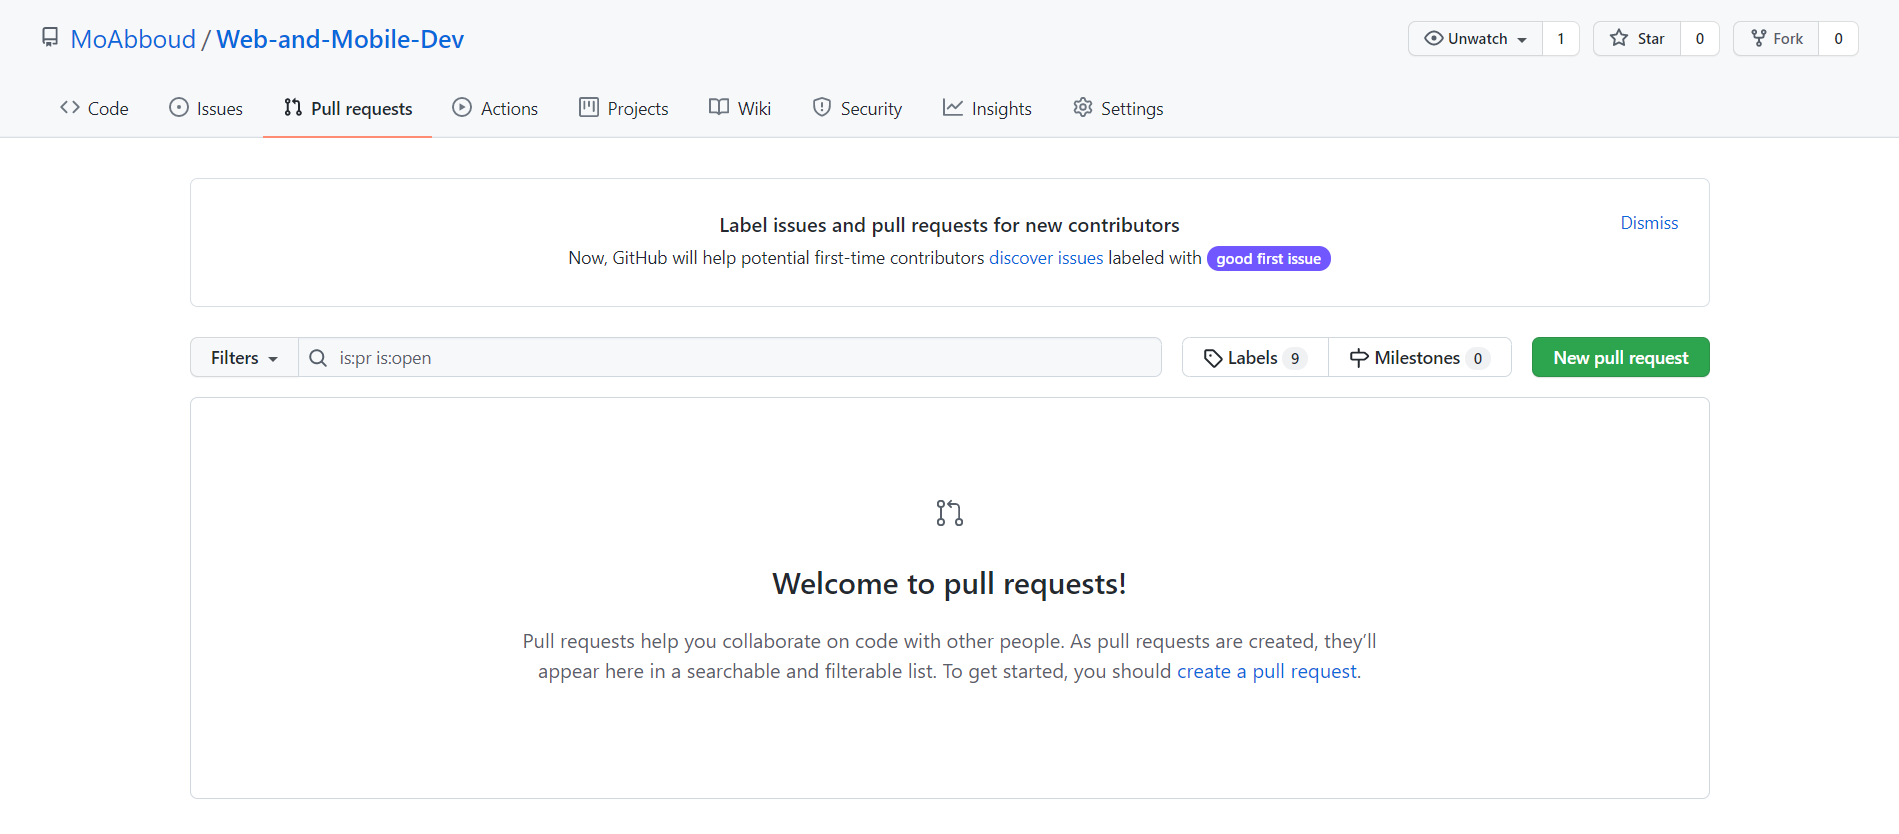 MoAbboud / Web-and-Mobile-Dev
Unwatch 1
Star 0
Fork 0
Code Issues Pull requests Actions Projects Wiki Security Insights Settings
Label issues and pull requests for new contributors
Dismiss
Now, GitHub will help potential first-time contributors discover issues labeled with good first issue
Filters is:pr is:open
Labels 9
Milestones 0
New pull request
Welcome to pull requests!
Pull requests help you collaborate on code with other people. As pull requests are created, they’ll
appear here in a searchable and filterable list. To get started, you should create a pull request.